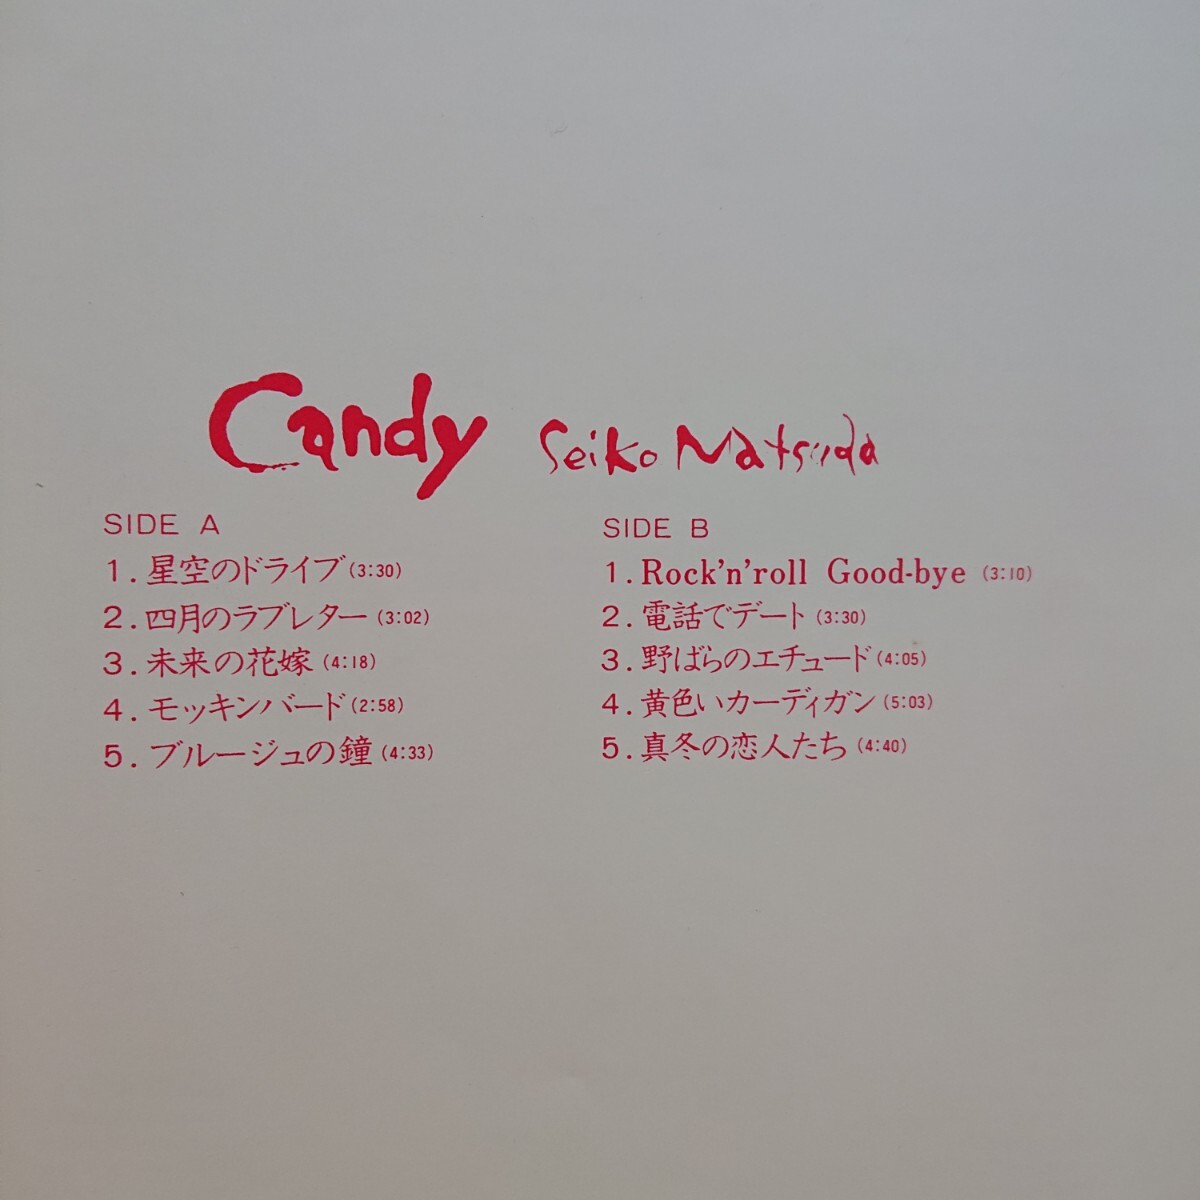 Candy Seiko Matsuda
SIDE A
1. 星空のドライブ (3:30)
2. 四月のラブレター (3:02)
3. 未来の花嫁 (4:18)
4. モッキンバード (2:58)
5. ブルージュの鐘 (4:33)
SIDE B
1. Rock'n'roll Good-bye (3:10)
2. 電話でデート (3:30)
3. 野ばらのエチュード (4:05)
4. 黄色いカーディガン (5:03)
5. 真冬の恋人たち (4:40)